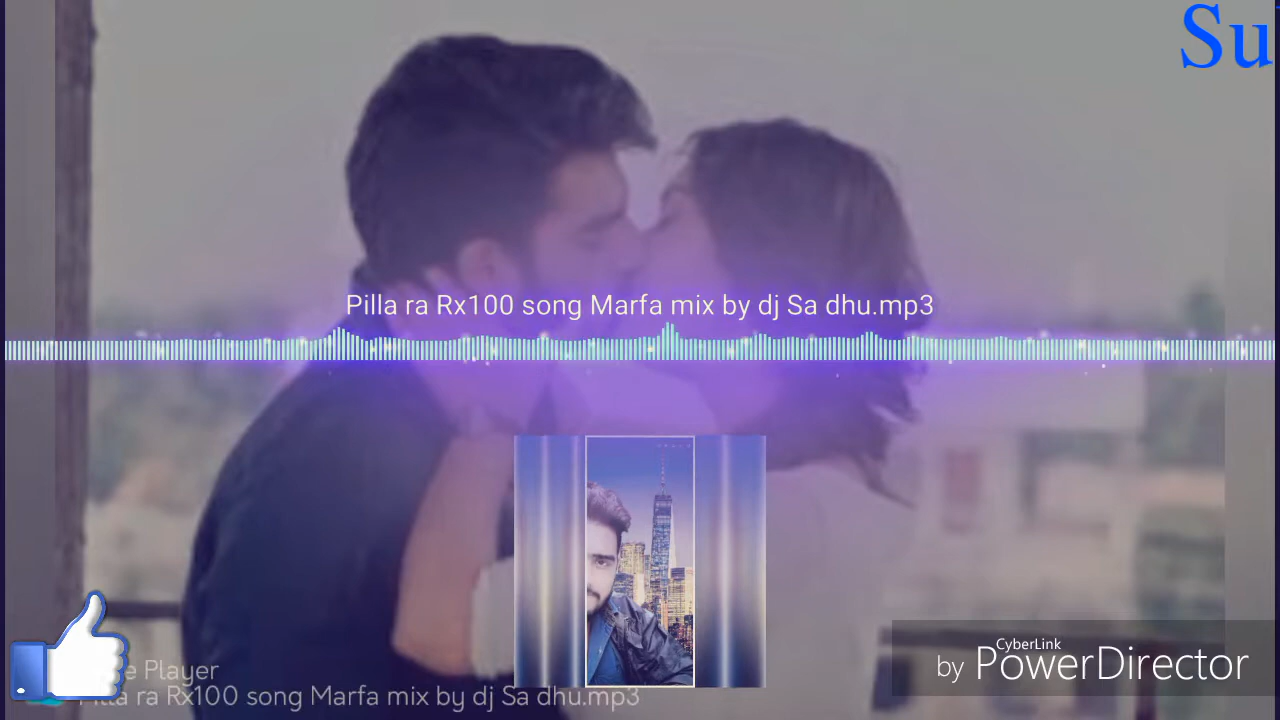 Su
Pilla ra Rx100 song Marfa mix by dj Sa dhu.mp3
CyberLink
by PowerDirector
e Player
lla ra Rx100 song Marfa mix by dj Sa dhu.mp3